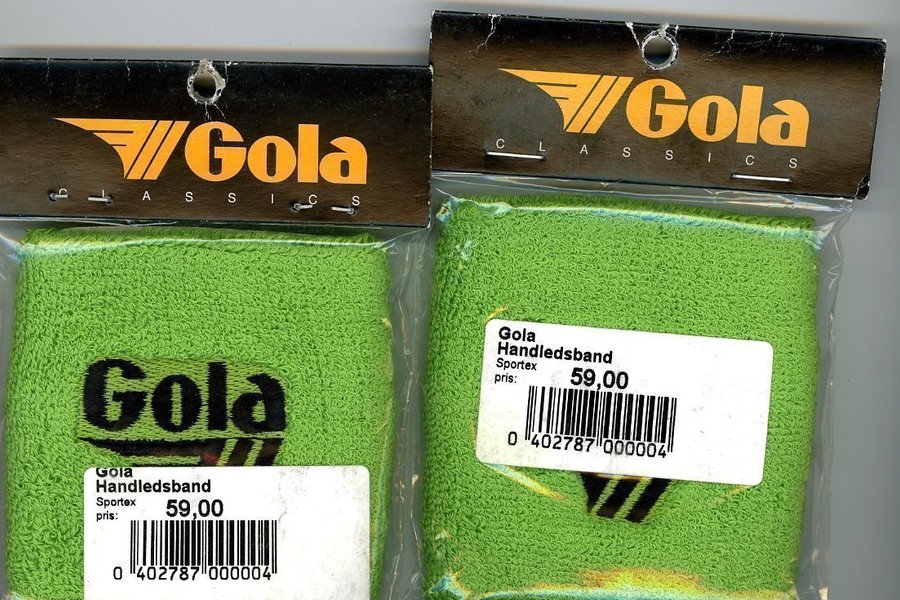 Gola
CLASSICS
Gola
Gola
Handledsband
Sportex
pris: 59,00
0 402787 000004
Gola
CLASSICS
Gola
Handledsband
Sportex
pris: 59,00
0 402787 000004